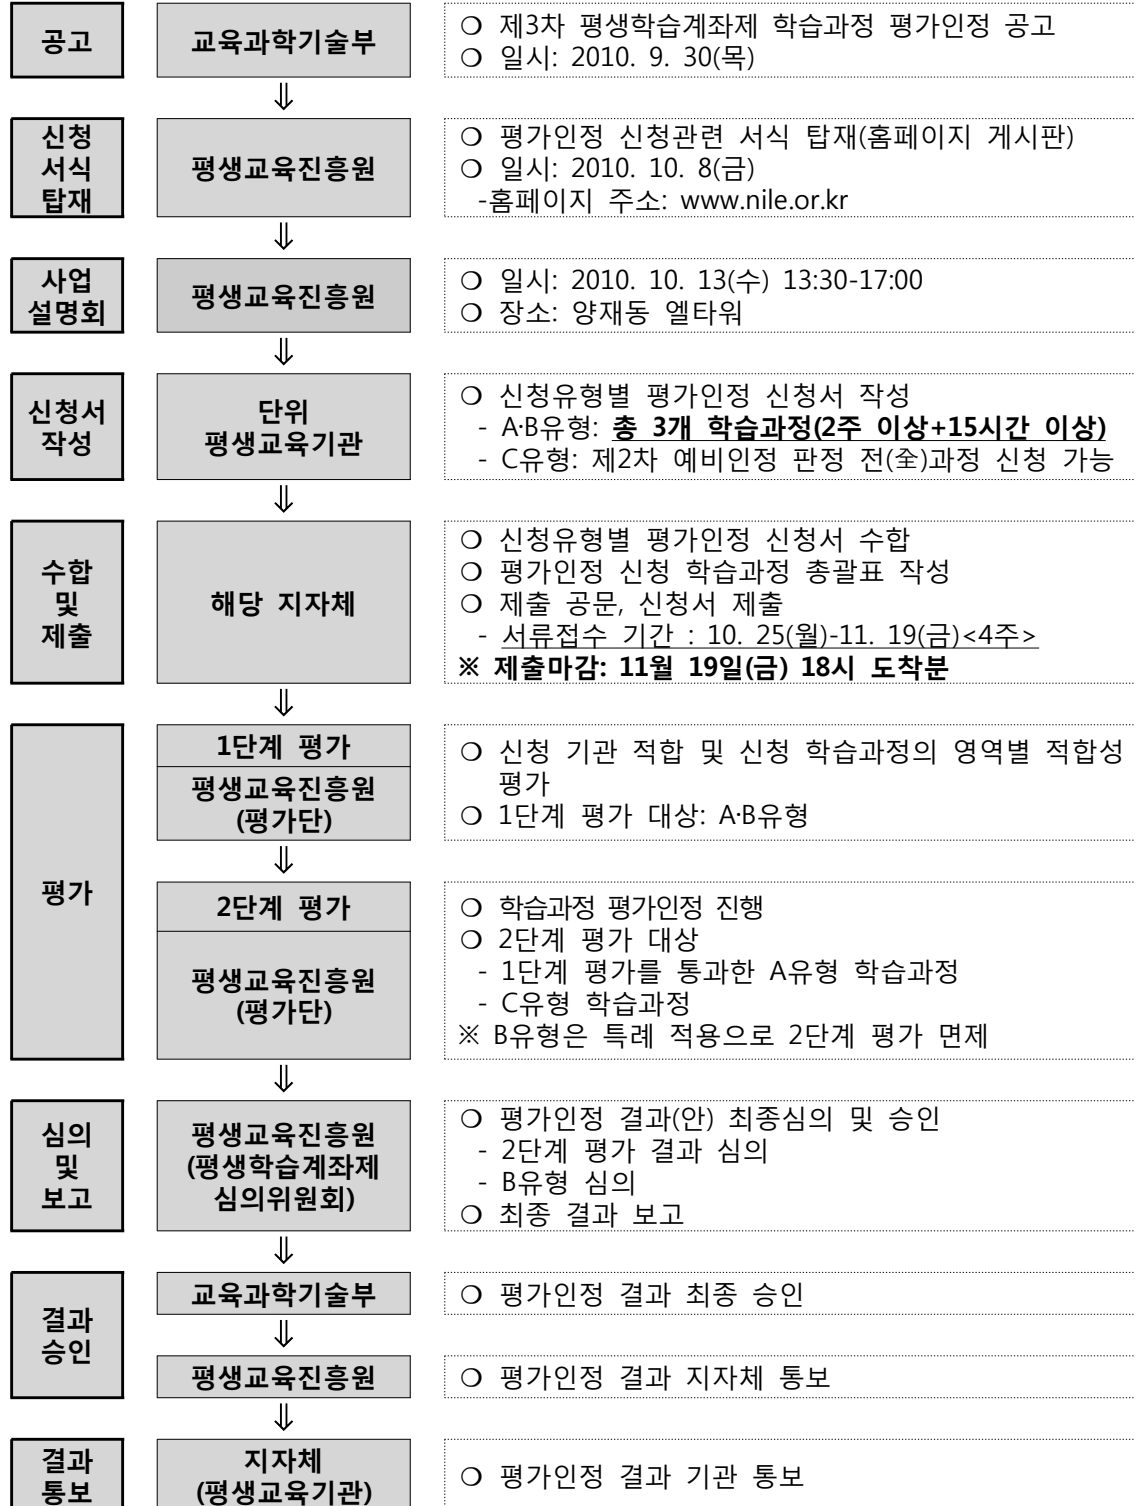 공고
교육과학기술부
❍ 제3차 평생학습계좌제 학습과정 평가인정 공고
❍ 일시: 2010. 9. 30(목)
⇓
신청
서식
탑재
평생교육진흥원
❍ 평가인정 신청관련 서식 탑재(홈페이지 게시판)
❍ 일시: 2010. 10. 8(금)
-홈페이지 주소: www.nile.or.kr
⇓
사업
설명회
평생교육진흥원
❍ 일시: 2010. 10. 13(수) 13:30-17:00
❍ 장소: 양재동 엘타워
⇓
신청서
작성
단위
평생교육기관
❍ 신청유형별 평가인정 신청서 작성
- A·B유형: 총 3개 학습과정(2주 이상+15시간 이상)
- C유형: 제2차 예비인정 판정 전(全)과정 신청 가능
⇓
수합
및
제출
해당 지자체
❍ 신청유형별 평가인정 신청서 수합
❍ 평가인정 신청 학습과정 총괄표 작성
❍ 제출 공문, 신청서 제출
- 서류접수 기간 : 10. 25(월)-11. 19(금)<4주>
※ 제출마감: 11월 19일(금) 18시 도착분
⇓
평가
1단계 평가
평생교육진흥원
(평가단)
❍ 신청 기관 적합 및 신청 학습과정의 영역별 적합성
평가
❍ 1단계 평가 대상: A·B유형
⇓
2단계 평가
평생교육진흥원
(평가단)
❍ 학습과정 평가인정 진행
❍ 2단계 평가 대상
- 1단계 평가를 통과한 A유형 학습과정
- C유형 학습과정
※ B유형은 특례 적용으로 2단계 평가 면제
⇓
심의
및
보고
평생교육진흥원
(평생학습계좌제
심의위원회)
❍ 평가인정 결과(안) 최종심의 및 승인
- 2단계 평가 결과 심의
- B유형 심의
❍ 최종 결과 보고
⇓
결과
승인
교육과학기술부
❍ 평가인정 결과 최종 승인
⇓
평생교육진흥원
❍ 평가인정 결과 지자체 통보
⇓
결과
통보
지자체
(평생교육기관)
❍ 평가인정 결과 기관 통보